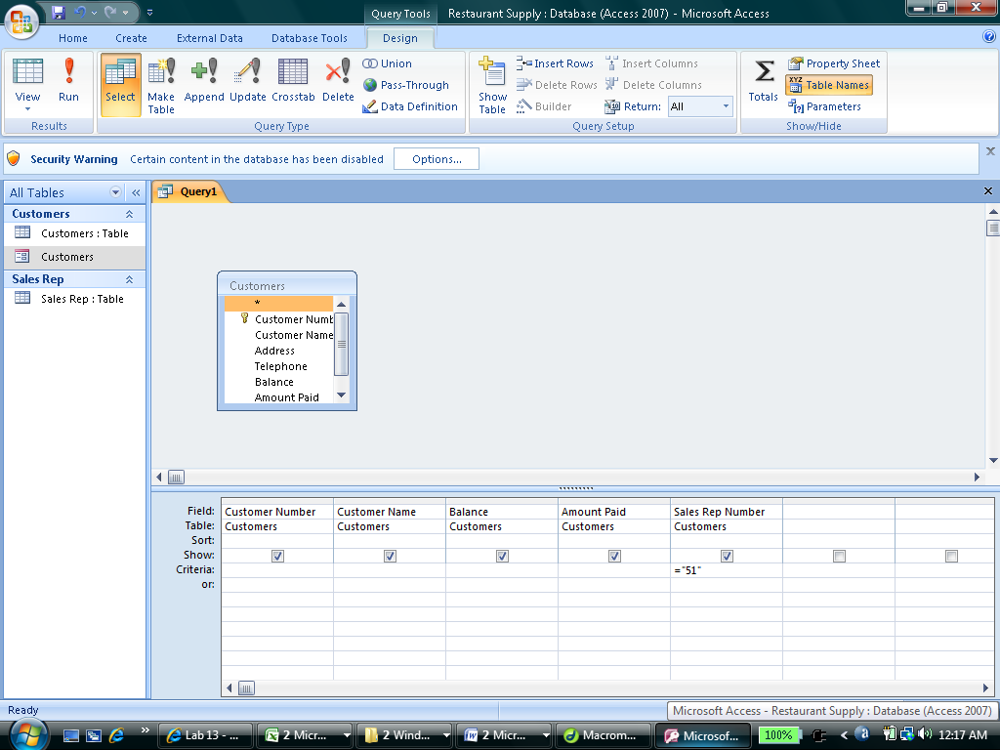 Query Tools Restaurant Supply : Database (Access 2007) - Microsoft Access
Home Create External Data Database Tools Design
View Run
Results
Select Make Table Append Update Crosstab Delete
Union
Pass-Through
Data Definition
Query Type
Show Table
Insert Rows
Delete Rows
Builder
Insert Columns
Delete Columns
Return: All
Query Setup
Σ
Totals
Property Sheet
XYZ Table Names
[?] Parameters
Show/Hide
Security Warning Certain content in the database has been disabled Options...
All Tables «
Customers
Customers : Table
Customers
Sales Rep
Sales Rep : Table
Query1
Customers
*
Customer Numb
Customer Name
Address
Telephone
Balance
Amount Paid
Field: Customer Number Customer Name Balance Amount Paid Sales Rep Number
Table: Customers Customers Customers Customers Customers
Sort:
Show:
Criteria: ="51"
or:
Ready
Microsoft Access - Restaurant Supply : Database (Access 2007)
» Lab 13 - ... 2 Micr... 2 Wind... 2 Micr... Macrom... Microsof... 100% < a 12:17 AM